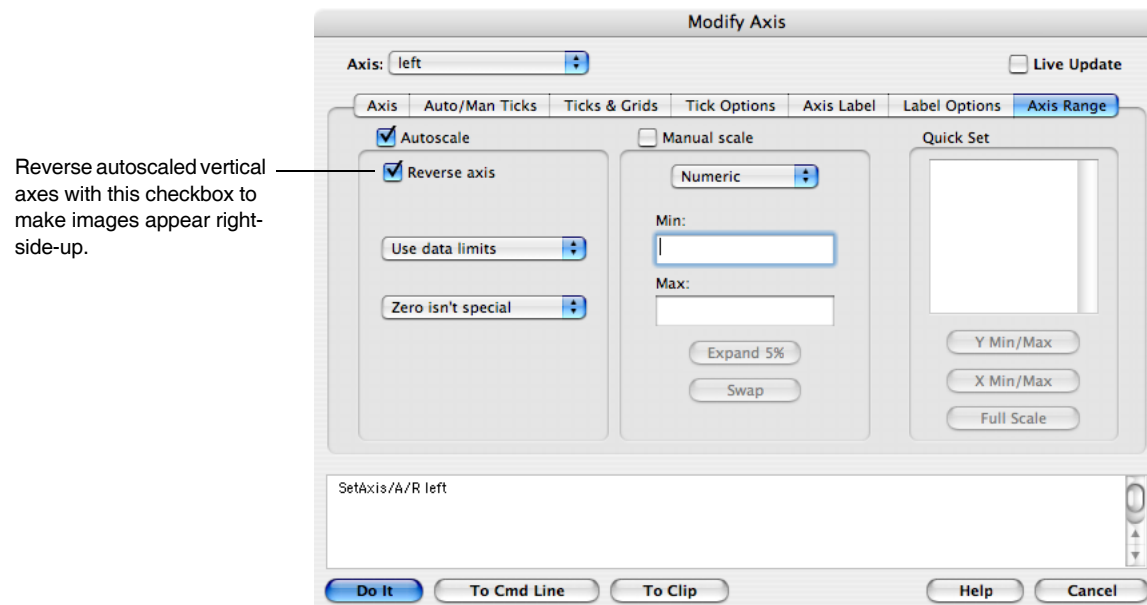 Modify Axis
Axis: left
Live Update
Axis Auto/Man Ticks Ticks & Grids Tick Options Axis Label Label Options Axis Range
Autoscale
Manual scale
Quick Set
Reverse autoscaled vertical
axes with this checkbox to
make images appear right-
side-up.
Reverse axis
Use data limits
Zero isn't special
Numeric
Min:
Max:
Expand 5%
Swap
Y Min/Max
X Min/Max
Full Scale
SetAxis/A/R left
Do It To Cmd Line To Clip Help Cancel